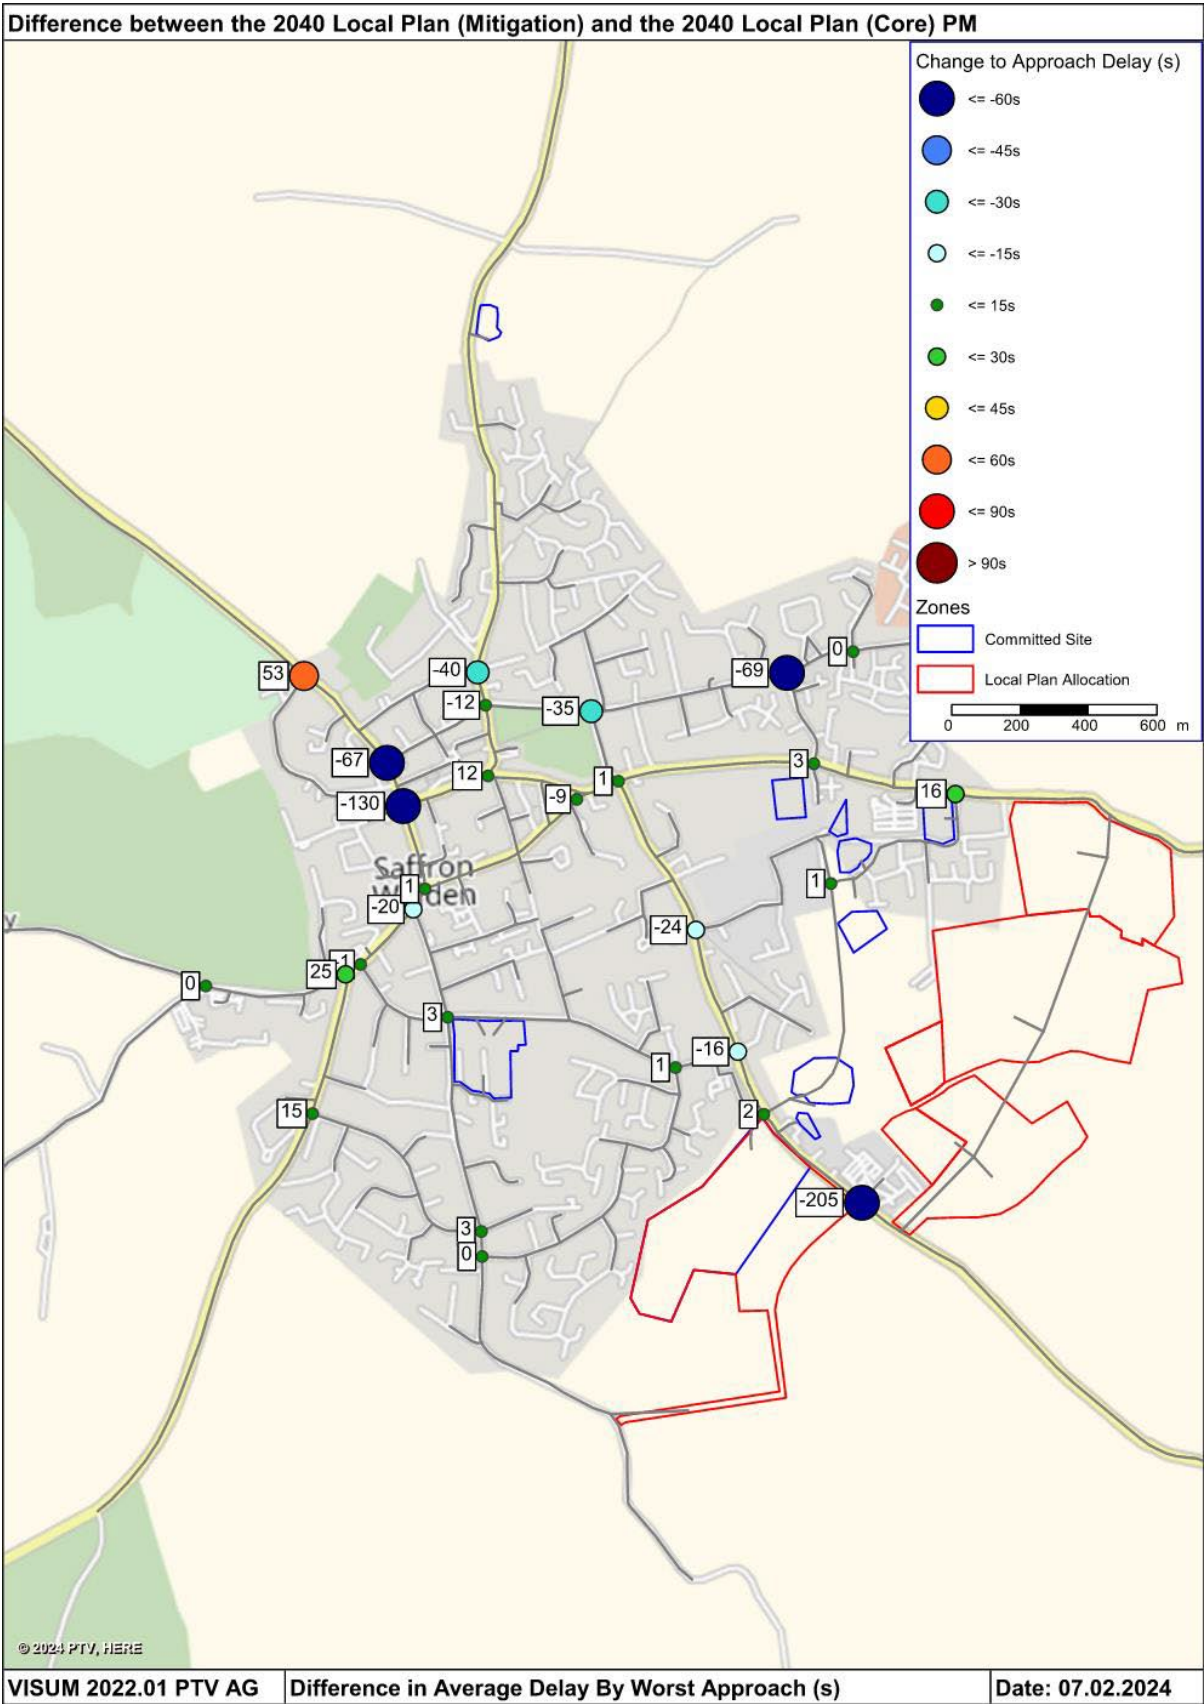 Difference between the 2040 Local Plan (Mitigation) and the 2040 Local Plan (Core) PM
Change to Approach Delay (s)
<= -60s
<= -45s
<= -30s
<= -15s
<= 15s
<= 30s
<= 45s
<= 60s
<= 90s
> 90s
Zones
Committed Site
Local Plan Allocation
0 200 400 600 m
0
53
-40
-69
-12
-35
-67
12
1
3
-130
-9
16
Saffron
1
1
-20
-24
25
0
3
-16
1
15
2
-205
3
0
© 2024 PTV, HERE
VISUM 2022.01 PTV AG
Difference in Average Delay By Worst Approach (s)
Date: 07.02.2024